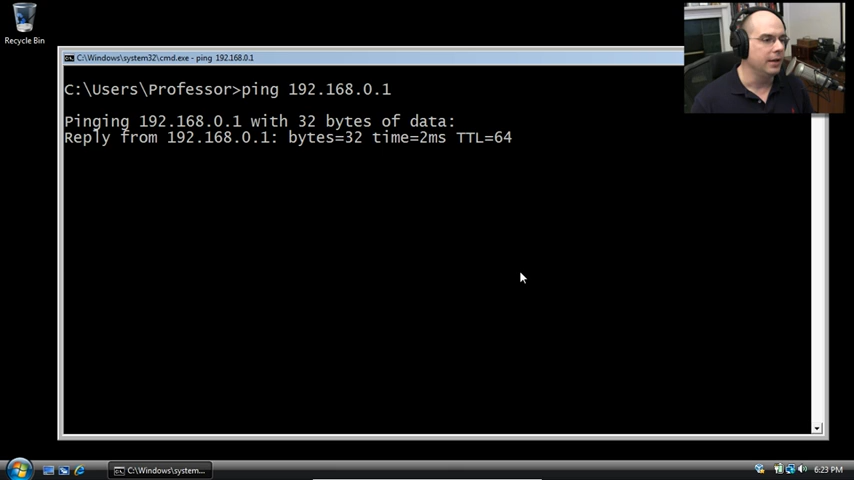 Recycle Bin
C:\Windows\system32\cmd.exe - ping 192.168.0.1
C:\Users\Professor>ping 192.168.0.1
Pinging 192.168.0.1 with 32 bytes of data:
Reply from 192.168.0.1: bytes=32 time=2ms TTL=64
C:\Windows\system...
6:23 PM